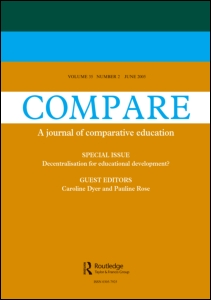 VOLUME 35 NUMBER 2 JUNE 2005
COMPARE
A journal of comparative education
SPECIAL ISSUE
Decentralisation for educational development?
GUEST EDITORS
Caroline Dyer and Pauline Rose
Routledge
Taylor & Francis Group